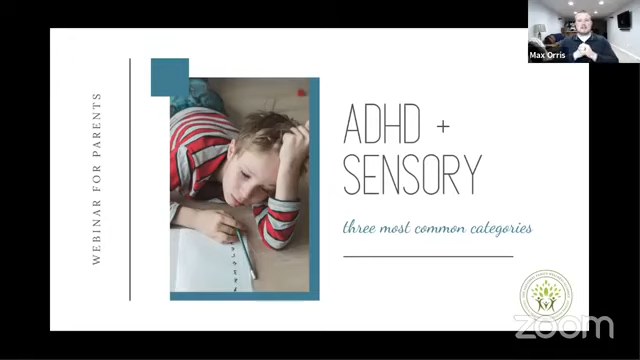 Max Orris
WEBINAR FOR PARENTS
ADHD +
SENSORY
three most common categories
zoom